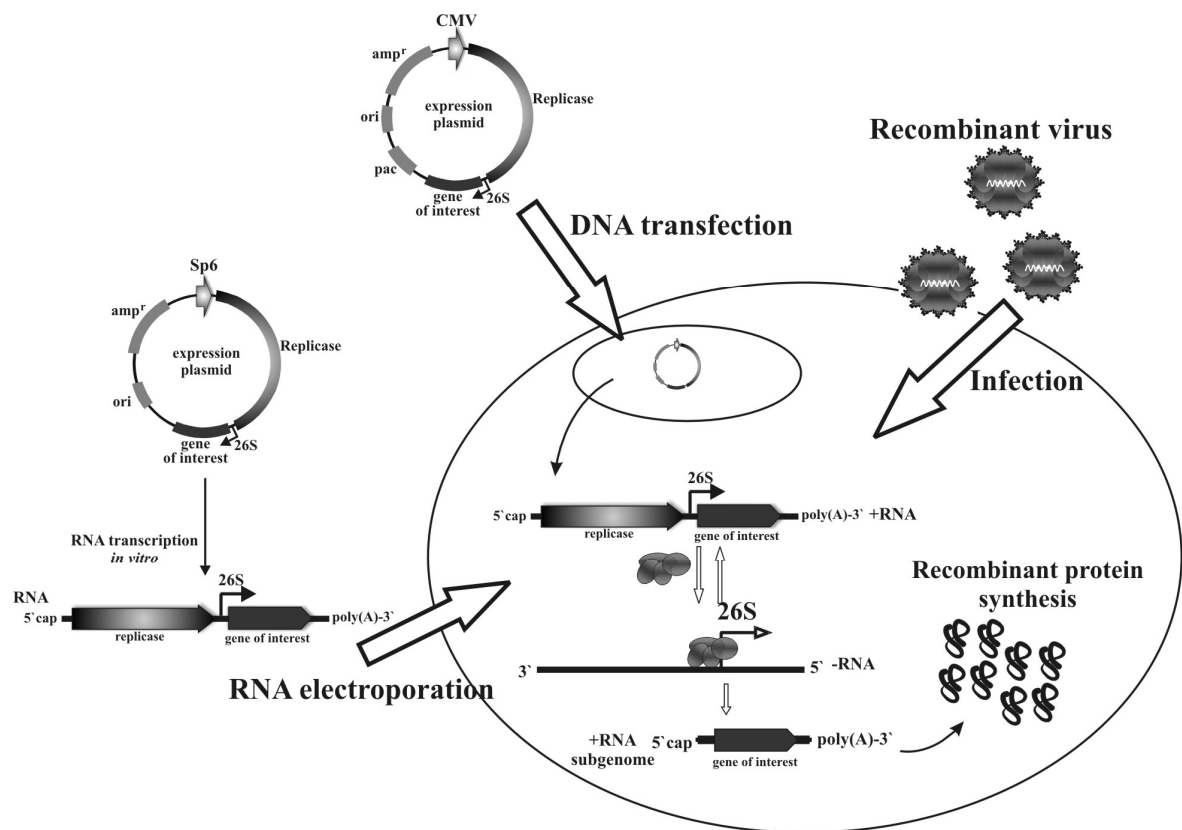 CMV
amp^r
Replicase
expression
plasmid
ori
pac
gene
of interest
26S
DNA transfection
Recombinant virus
Infection
Sp6
amp^r
Replicase
expression
plasmid
ori
gene
of interest
26S
RNA transcription
in vitro
RNA
5`cap
26S
poly(A)-3`
replicase
gene of interest
RNA electroporation
26S
5`cap
poly(A)-3` +RNA
replicase
gene of interest
26S
3`
5` -RNA
+RNA
subgenome
5`cap
poly(A)-3`
gene of interest
Recombinant protein
synthesis